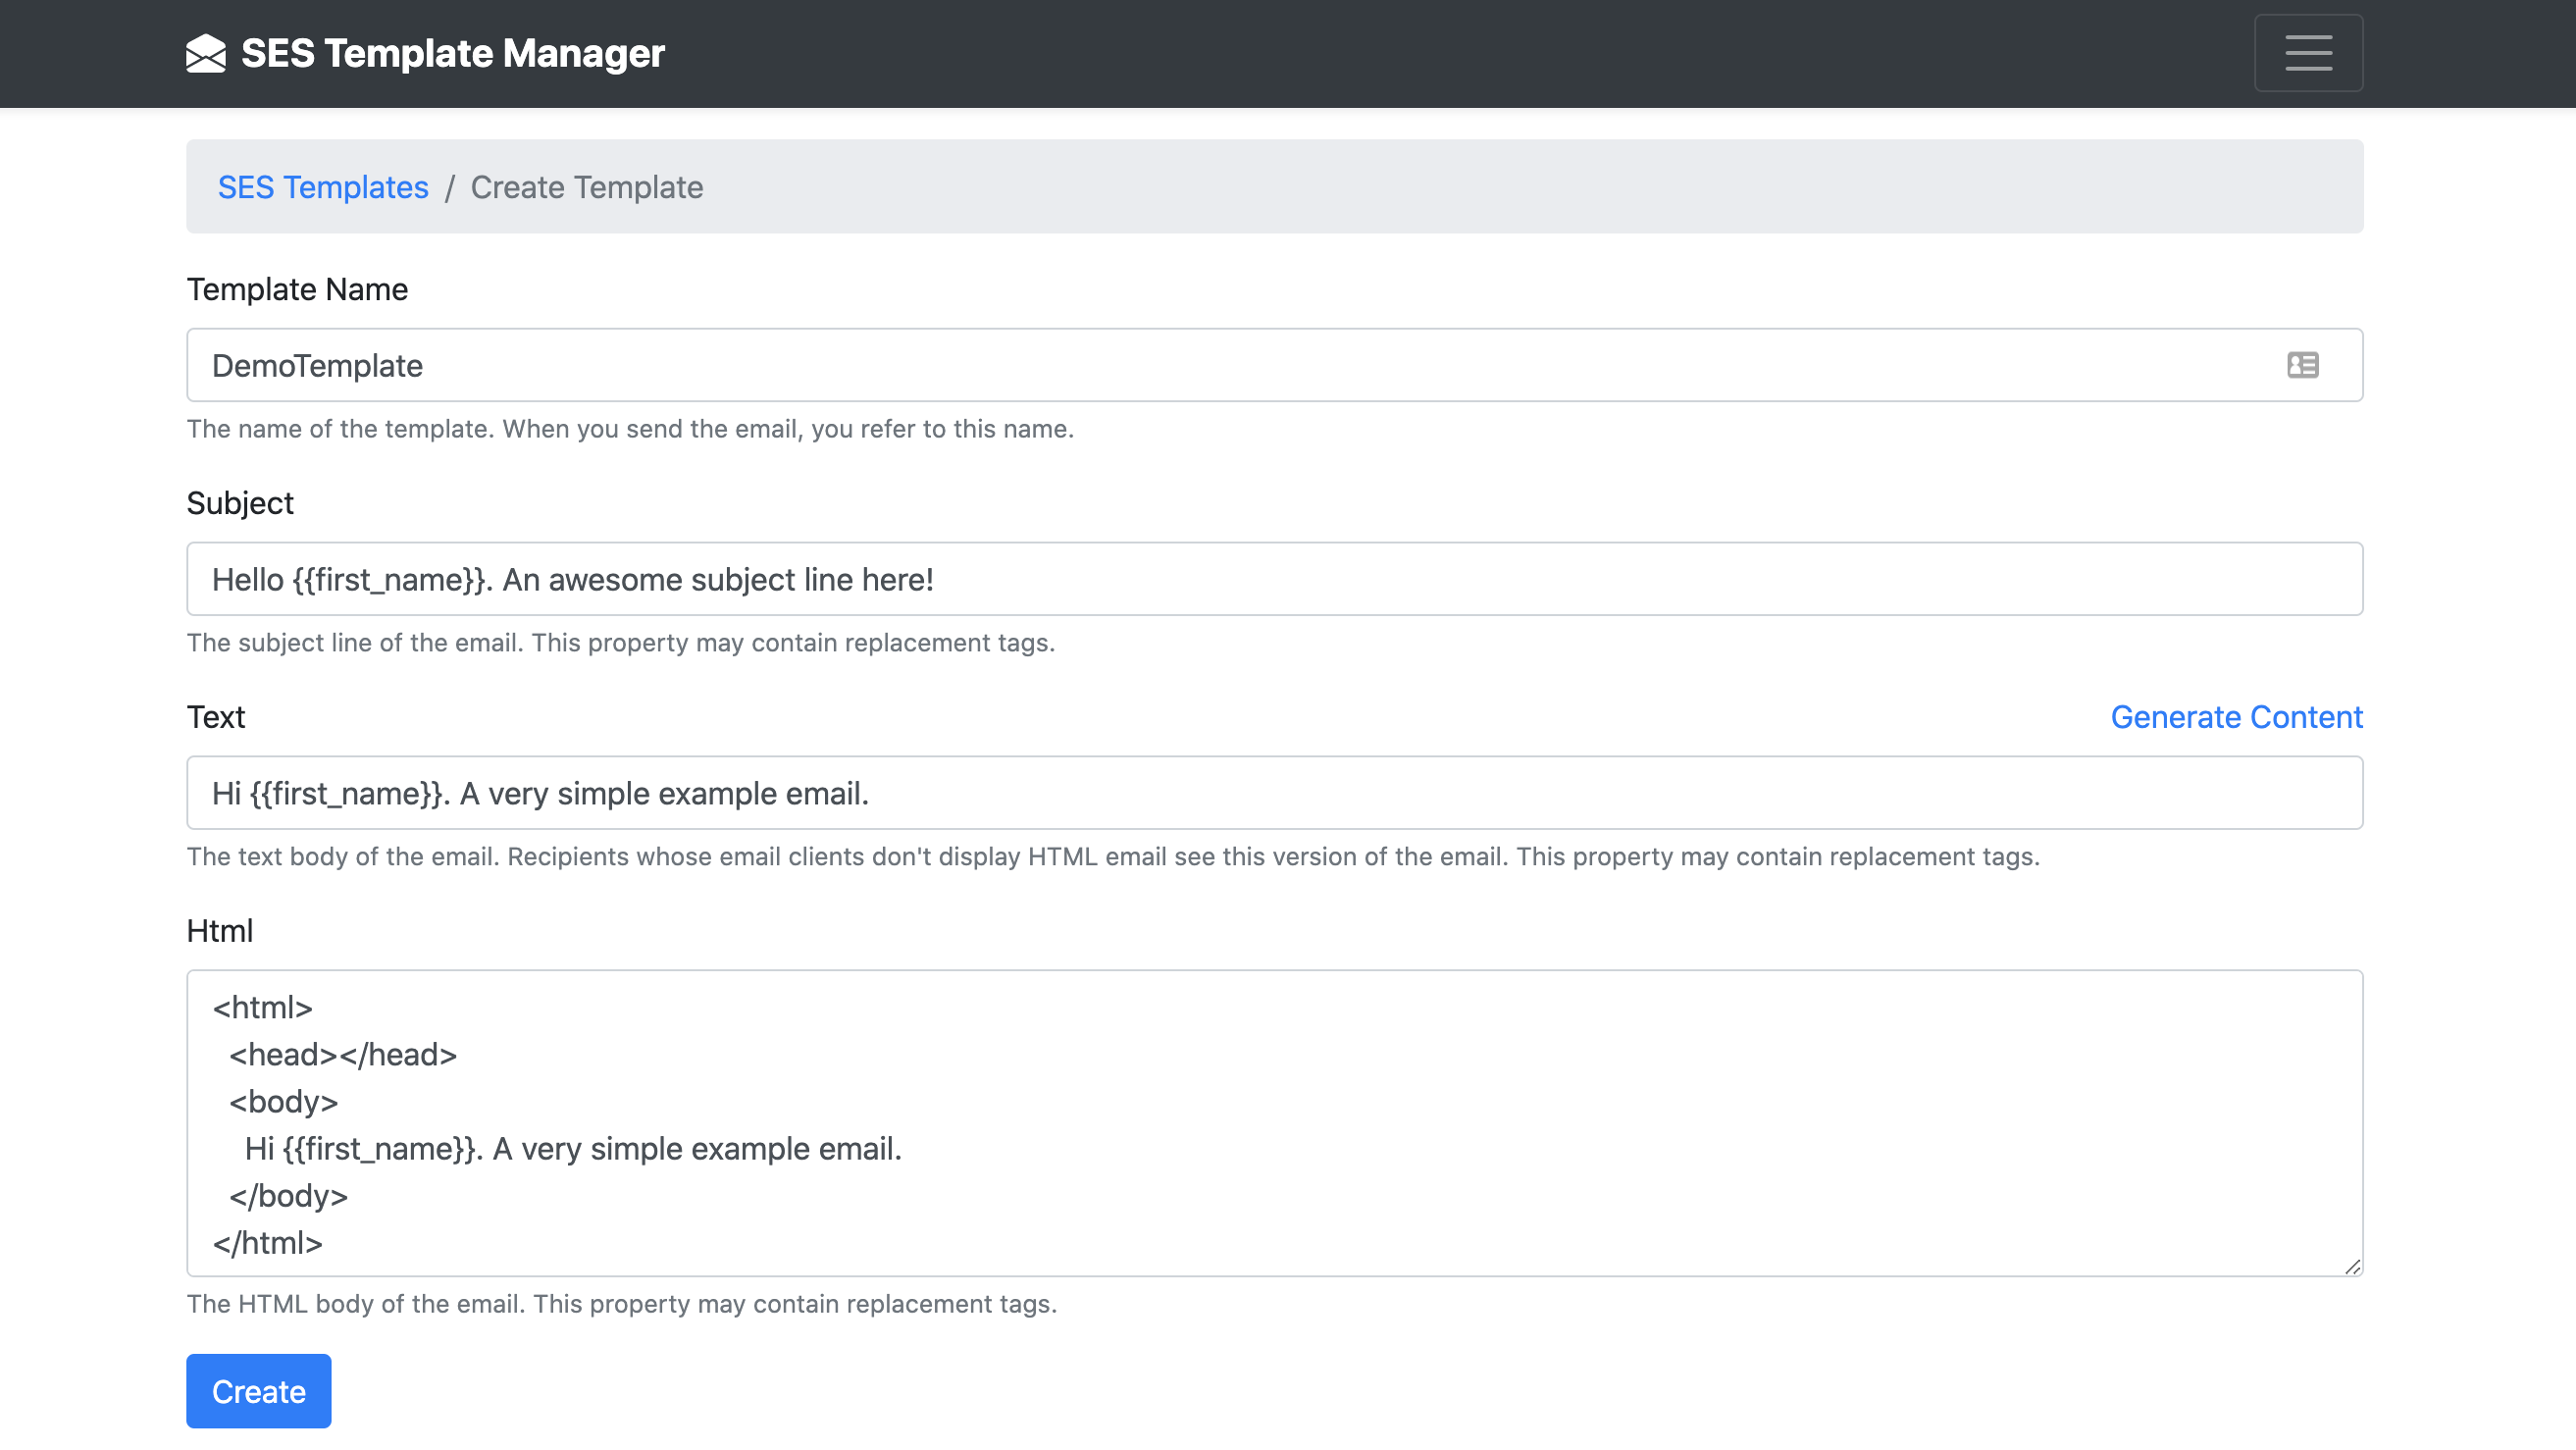 SES Template Manager
SES Templates / Create Template
Template Name
DemoTemplate
The name of the template. When you send the email, you refer to this name.
Subject
Hello {{first_name}}. An awesome subject line here!
The subject line of the email. This property may contain replacement tags.
Text
Generate Content
Hi {{first_name}}. A very simple example email.
The text body of the email. Recipients whose email clients don't display HTML email see this version of the email. This property may contain replacement tags.
Html
<html>
  <head></head>
  <body>
    Hi {{first_name}}. A very simple example email.
  </body>
</html>
The HTML body of the email. This property may contain replacement tags.
Create